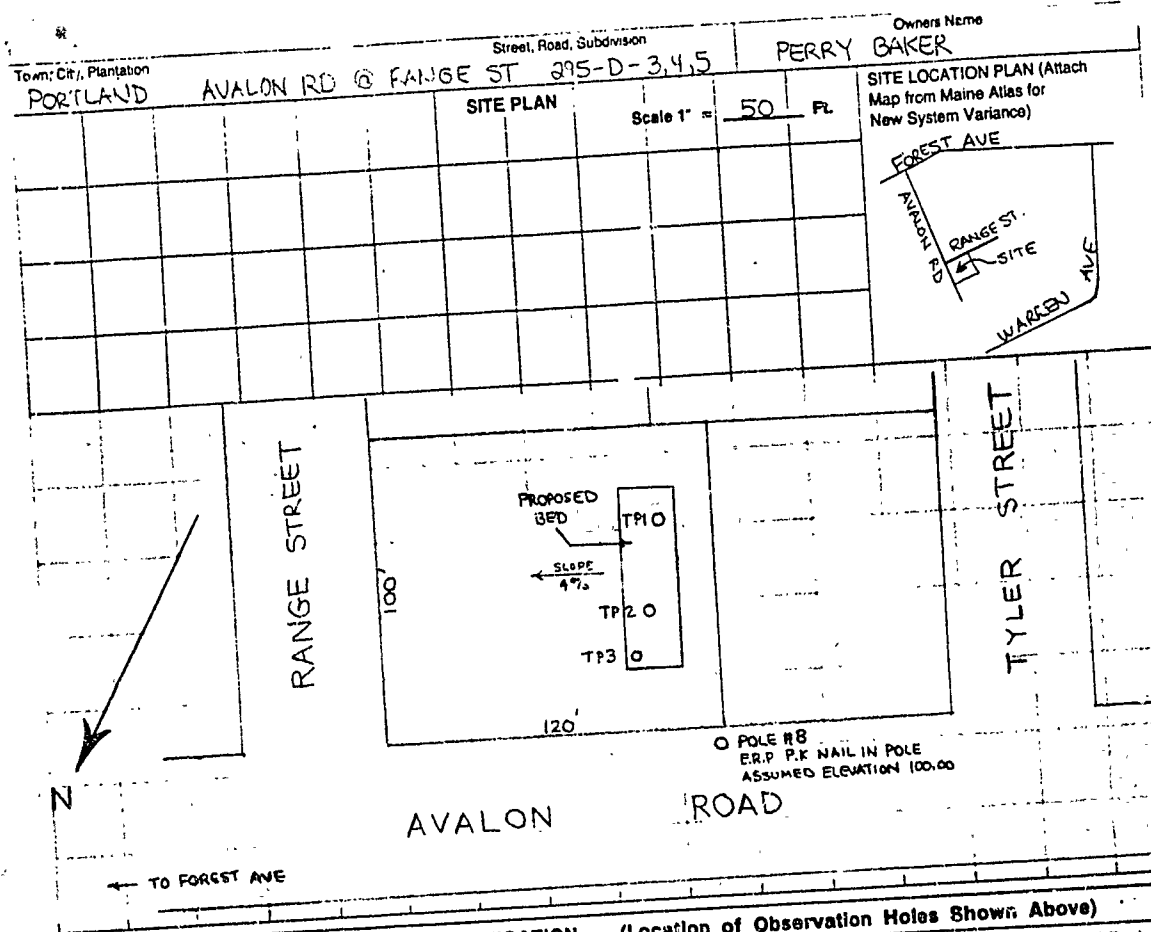 Street, Road, Subdivision
Owners Name
Town, City, Plantation
PORTLAND
AVALON RD @ RANGE ST 295-D-3,4,5
PERRY BAKER
SITE PLAN
Scale 1" = 50 Ft.
SITE LOCATION PLAN (Attach
Map from Maine Atlas for
New System Variance)
FOREST AVE
AVALON RD
RANGE ST.
SITE
WARREN AVE
RANGE STREET
TYLER STREET
PROPOSED
BED
TP1
SLOPE
4%
100'
TP2
TP3
120'
POLE #8
E.R.P P.K NAIL IN POLE
ASSUMED ELEVATION 100.00
N
AVALON ROAD
← TO FOREST AVE
(Location of Observation Holes Shown Above)